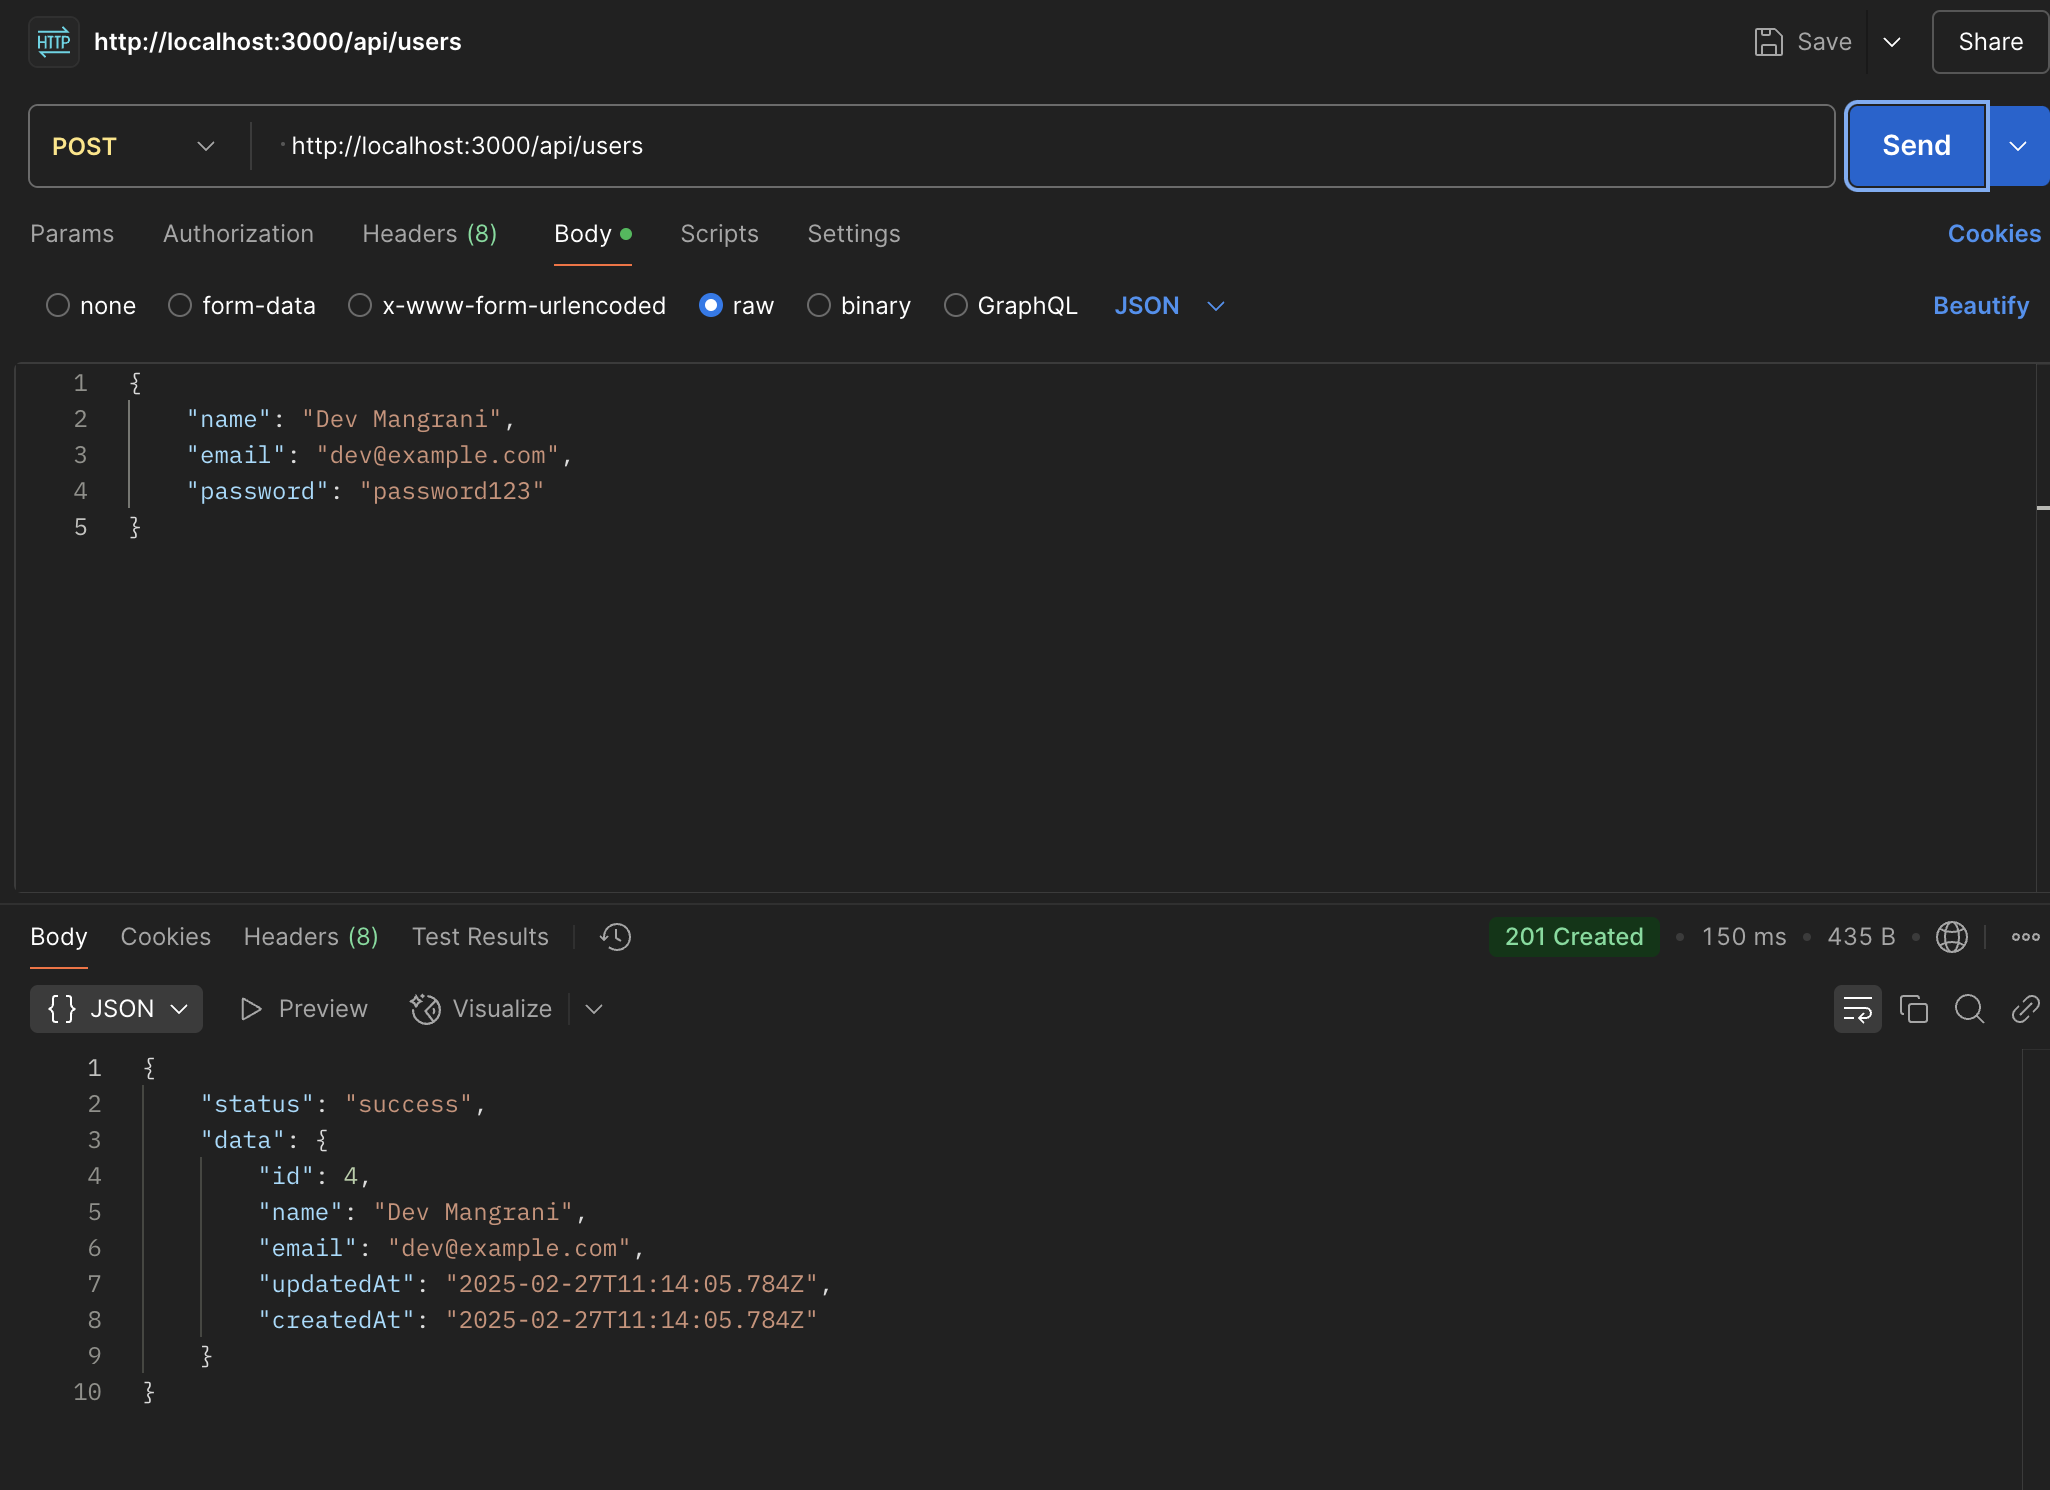 HTTP http://localhost:3000/api/users Save Share
POST http://localhost:3000/api/users Send
Params Authorization Headers (8) Body Scripts Settings Cookies
none form-data x-www-form-urlencoded raw binary GraphQL JSON Beautify
1 {
2 "name": "Dev Mangrani",
3 "email": "dev@example.com",
4 "password": "password123"
5 }
Body Cookies Headers (8) Test Results 201 Created • 150 ms • 435 B •
{} JSON Preview Visualize
1 {
2 "status": "success",
3 "data": {
4 "id": 4,
5 "name": "Dev Mangrani",
6 "email": "dev@example.com",
7 "updatedAt": "2025-02-27T11:14:05.784Z",
8 "createdAt": "2025-02-27T11:14:05.784Z"
9 }
10 }